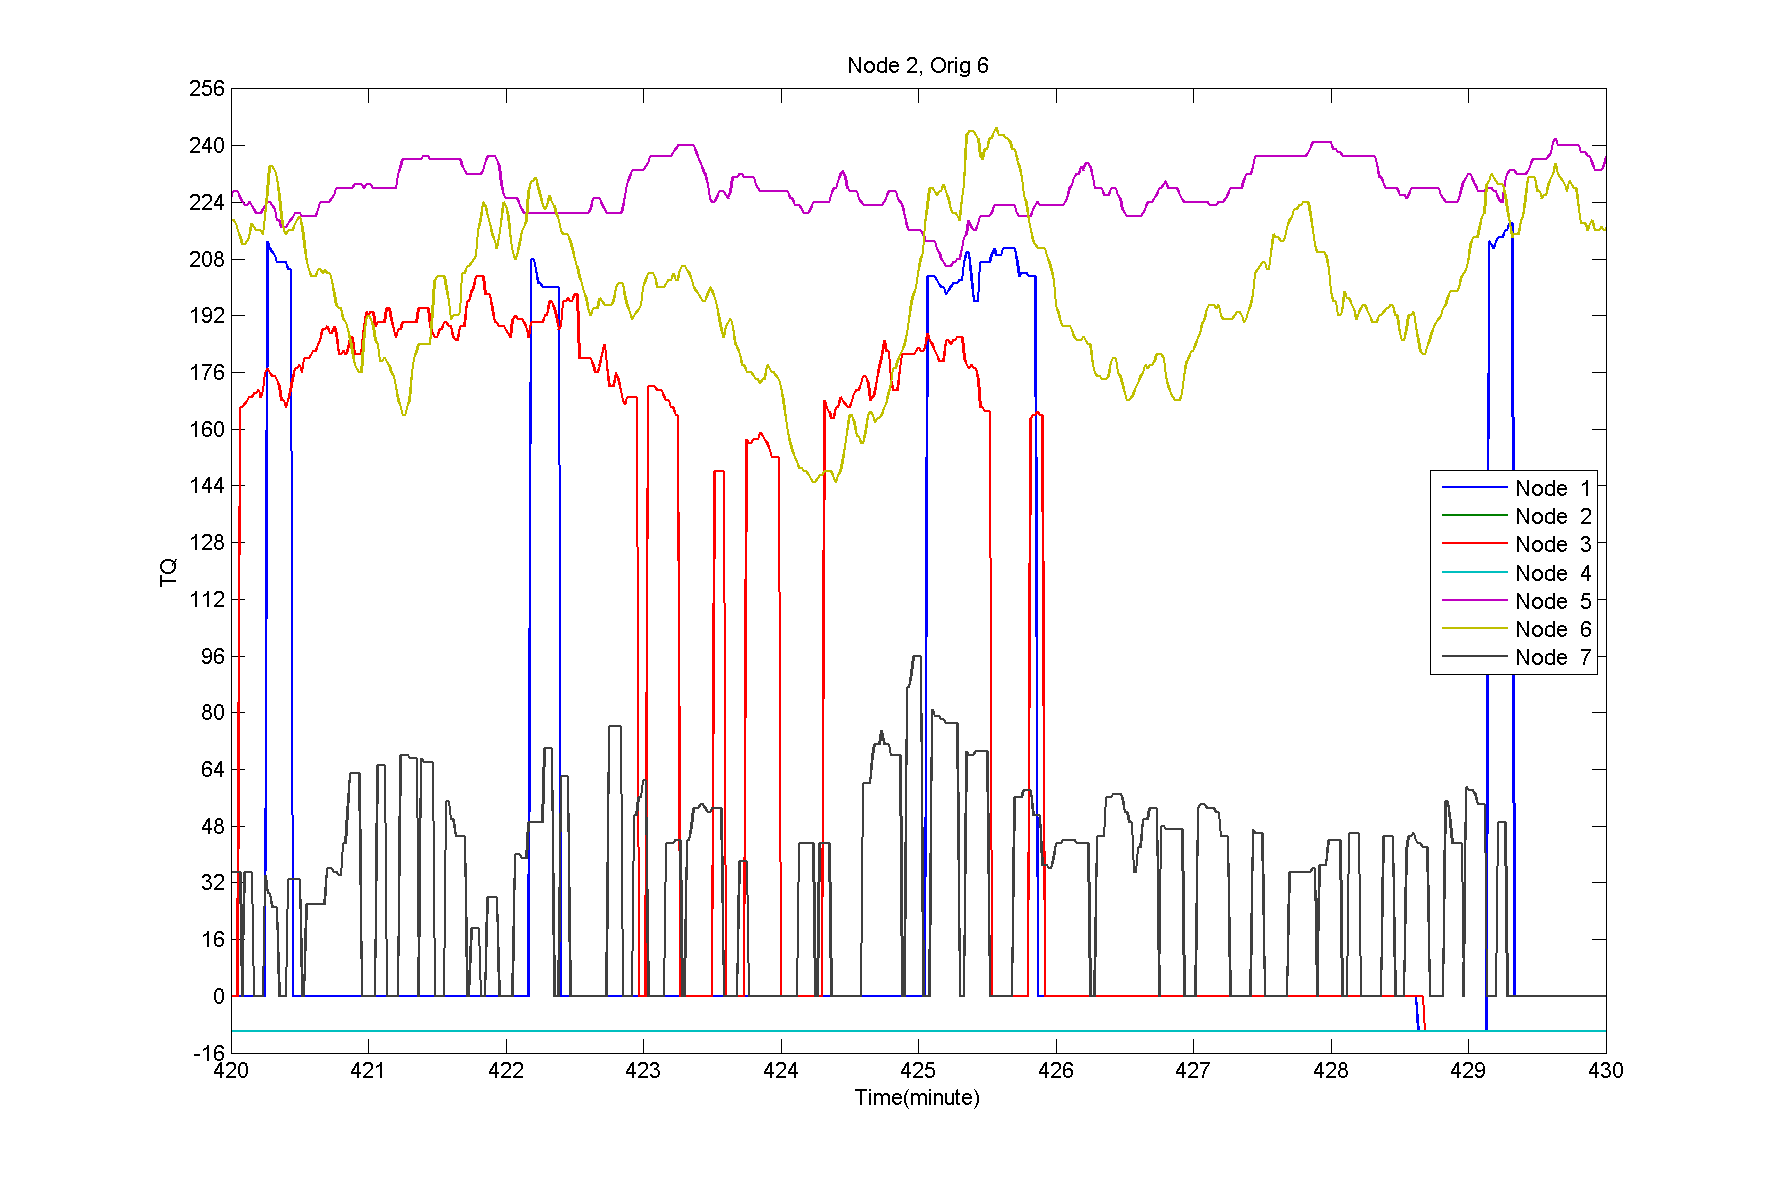 Node 2, Orig 6
256
240
224
208
192
176
160
144
128
112
96
80
64
48
32
16
0
-16
TQ
Node 1
Node 2
Node 3
Node 4
Node 5
Node 6
Node 7
420 421 422 423 424 425 426 427 428 429 430
Time(minute)